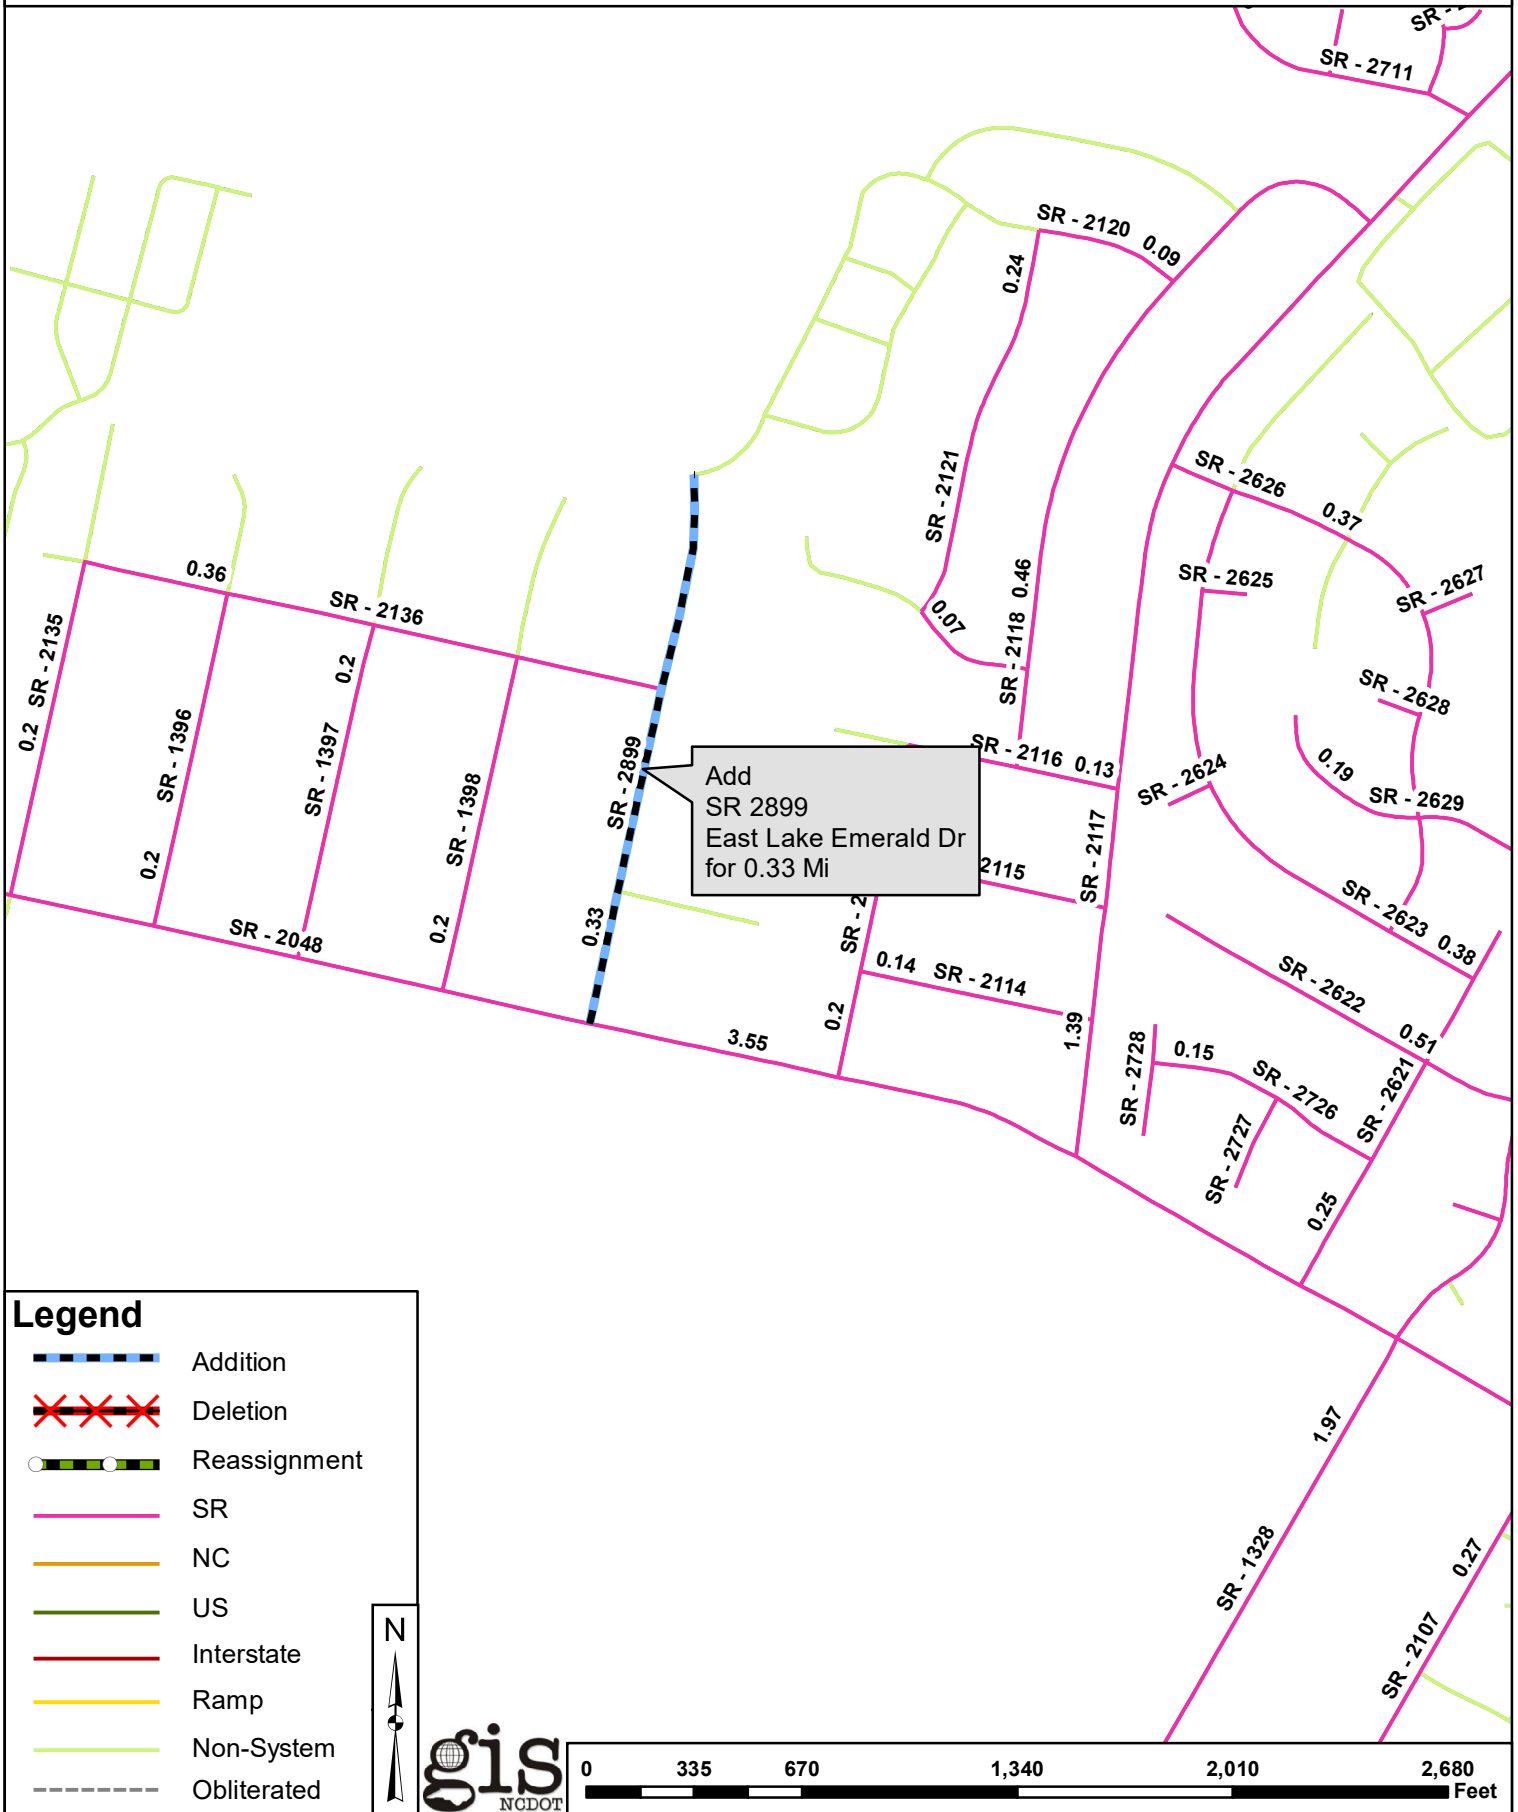 SR - 2711
SR - 2120
0.09
0.24
SR - 2121
SR - 2626
0.37
SR - 2625
SR - 2627
0.36
SR - 2136
0.07
SR - 2118
0.46
SR - 2628
0.2
SR - 2135
SR - 1396
0.2
SR - 1397
0.2
SR - 1398
0.2
SR - 2899
0.33
Add
SR 2899
East Lake Emerald Dr
for 0.33 Mi
SR - 2116
0.13
SR - 2624
0.19
SR - 2629
SR - 2117
1.39
2115
SR - 2
0.2
0.14
SR - 2114
SR - 2623
0.38
SR - 2622
0.51
SR - 2048
3.55
SR - 2728
0.15
SR - 2726
SR - 2727
SR - 2621
0.25
1.97
SR - 1328
0.27
SR - 2107
Legend
Addition
Deletion
Reassignment
SR
NC
US
Interstate
Ramp
Non-System
Obliterated
N
gis
NCDOT
0 335 670 1,340 2,010 2,680
Feet